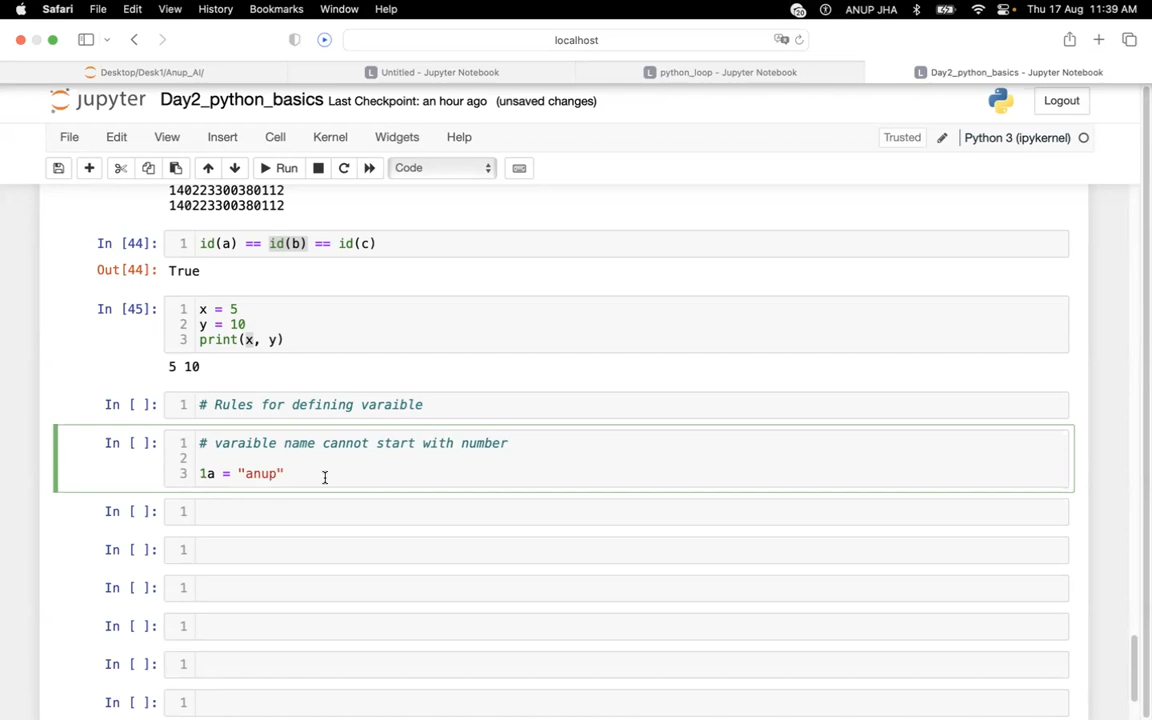 Safari File Edit View History Bookmarks Window Help 20 ANUP JHA Thu 17 Aug 11:39 AM
localhost
Desktop/Desk1/Anup_AI/ Untitled - Jupyter Notebook python_loop - Jupyter Notebook Day2_python_basics - Jupyter Notebook
jupyter Day2_python_basics Last Checkpoint: an hour ago (unsaved changes) Logout
File Edit View Insert Cell Kernel Widgets Help Trusted Python 3 (ipykernel)
Run Code
140223300380112
140223300380112
In [44]: 1 id(a) == id(b) == id(c)
Out[44]: True
In [45]: 1 x = 5
2 y = 10
3 print(x, y)
5 10
In [ ]: 1 # Rules for defining varaible
In [ ]: 1 # varaible name cannot start with number
2
3 1a = "anup"
In [ ]: 1
In [ ]: 1
In [ ]: 1
In [ ]: 1
In [ ]: 1
In [ ]: 1